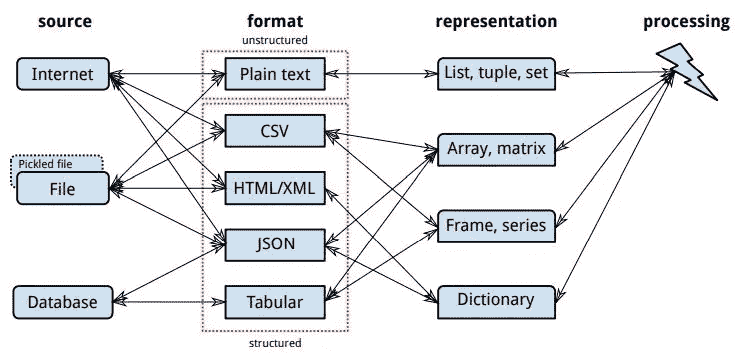 source
format
representation
processing
unstructured
Internet
Plain text
List, tuple, set
CSV
Array, matrix
Pickled file
File
HTML/XML
Frame, series
JSON
Database
Tabular
Dictionary
structured